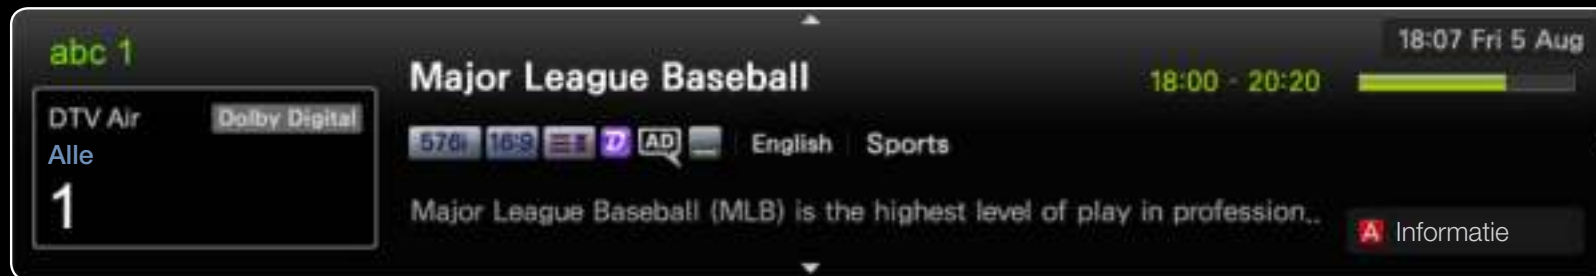 abc 1
DTV Air Dolby Digital
Alle
1
Major League Baseball
18:00 - 20:20
18:07 Fri 5 Aug
576i 16:9 D AD English Sports
Major League Baseball (MLB) is the highest level of play in profession..
A Informatie